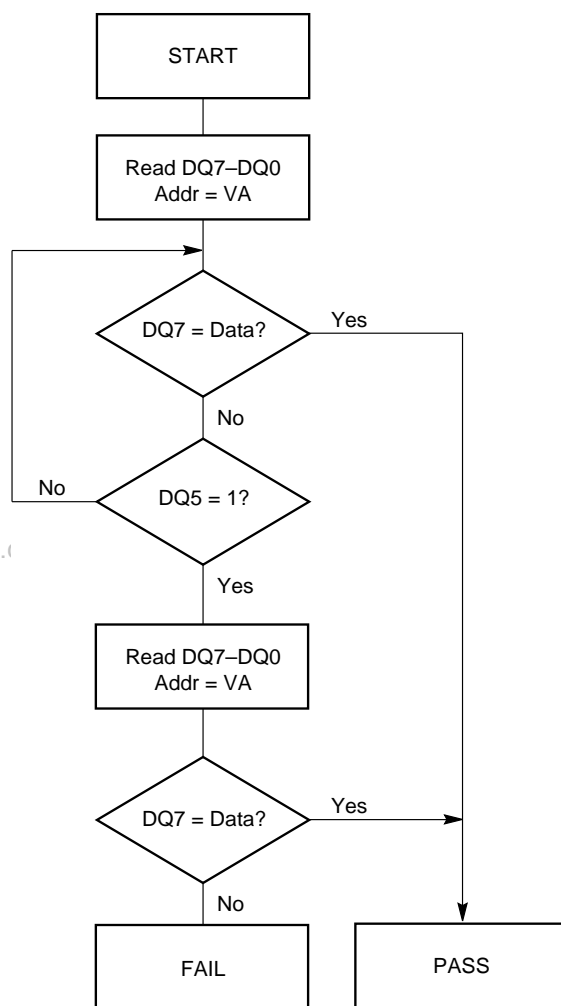 START
Read DQ7–DQ0
Addr = VA
DQ7 = Data?
Yes
No
No
DQ5 = 1?
Yes
Read DQ7–DQ0
Addr = VA
DQ7 = Data?
Yes
No
FAIL
PASS